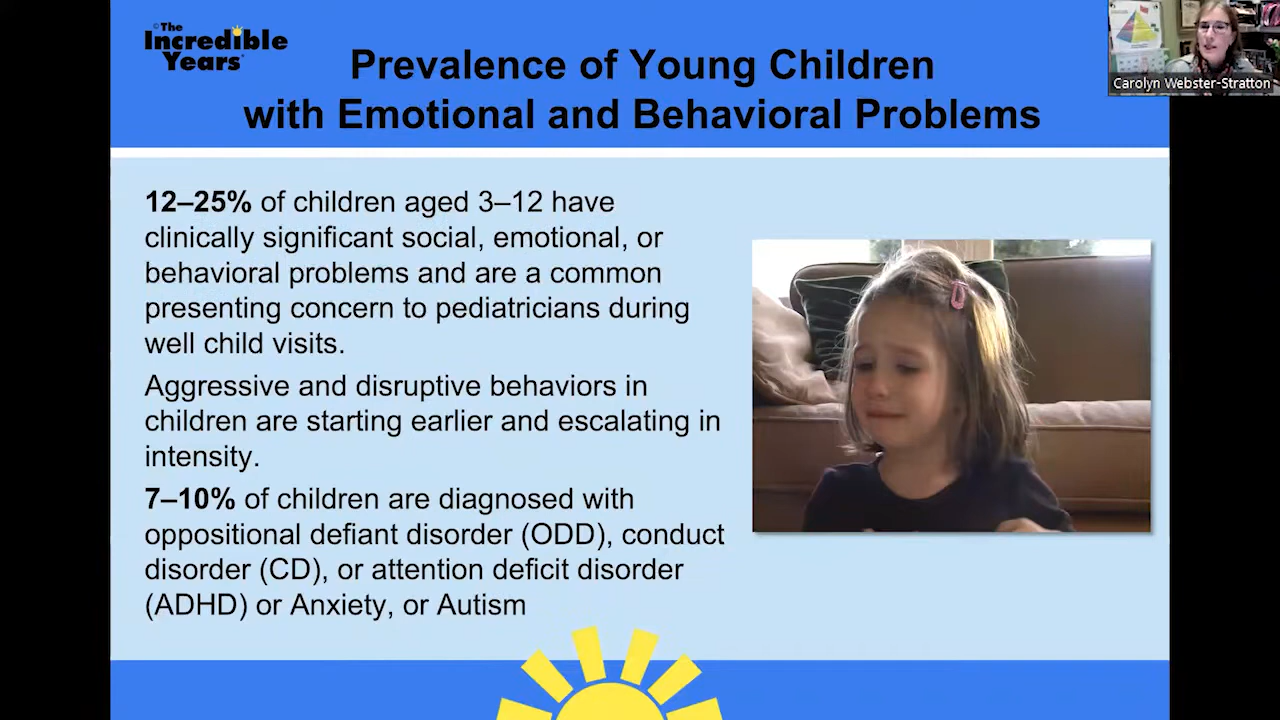 ©The
Incredible
Years®
Prevalence of Young Children
with Emotional and Behavioral Problems
Carolyn Webster-Stratton
12–25% of children aged 3–12 have
clinically significant social, emotional, or
behavioral problems and are a common
presenting concern to pediatricians during
well child visits.
Aggressive and disruptive behaviors in
children are starting earlier and escalating in
intensity.
7–10% of children are diagnosed with
oppositional defiant disorder (ODD), conduct
disorder (CD), or attention deficit disorder
(ADHD) or Anxiety, or Autism